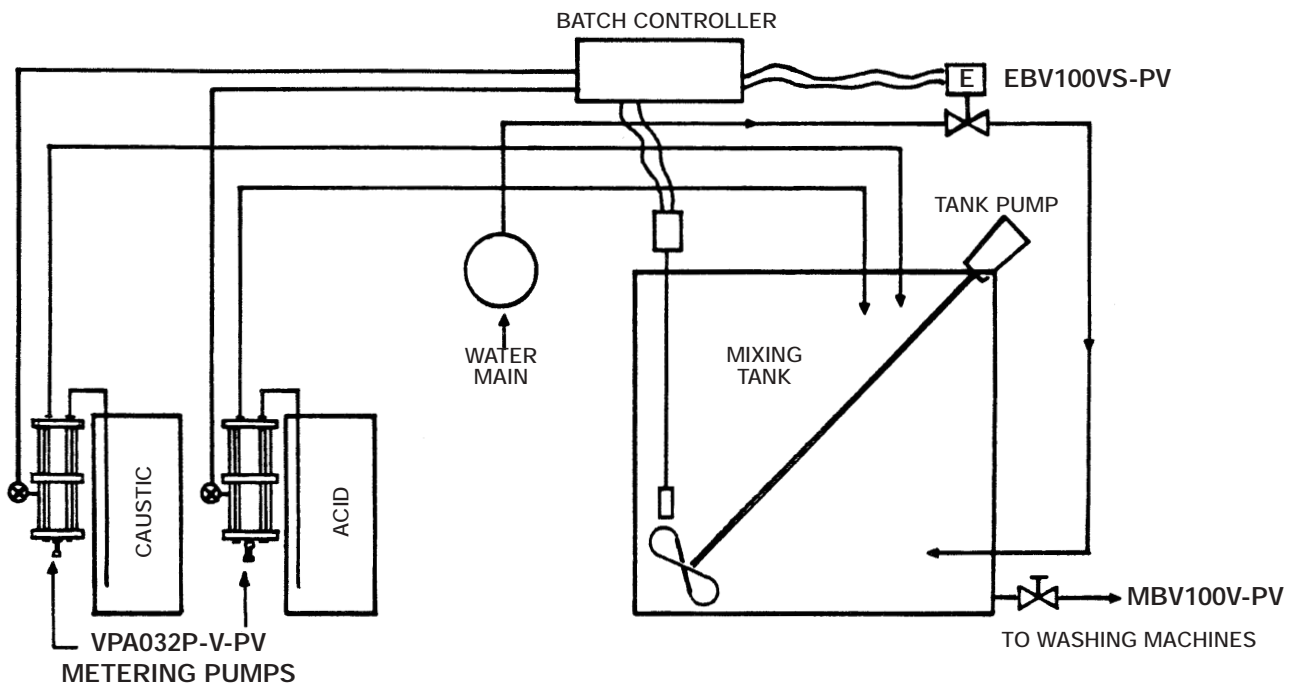 BATCH CONTROLLER
E
EBV100VS-PV
TANK PUMP
WATER
MAIN
MIXING
TANK
CAUSTIC
ACID
MBV100V-PV
TO WASHING MACHINES
VPA032P-V-PV
METERING PUMPS